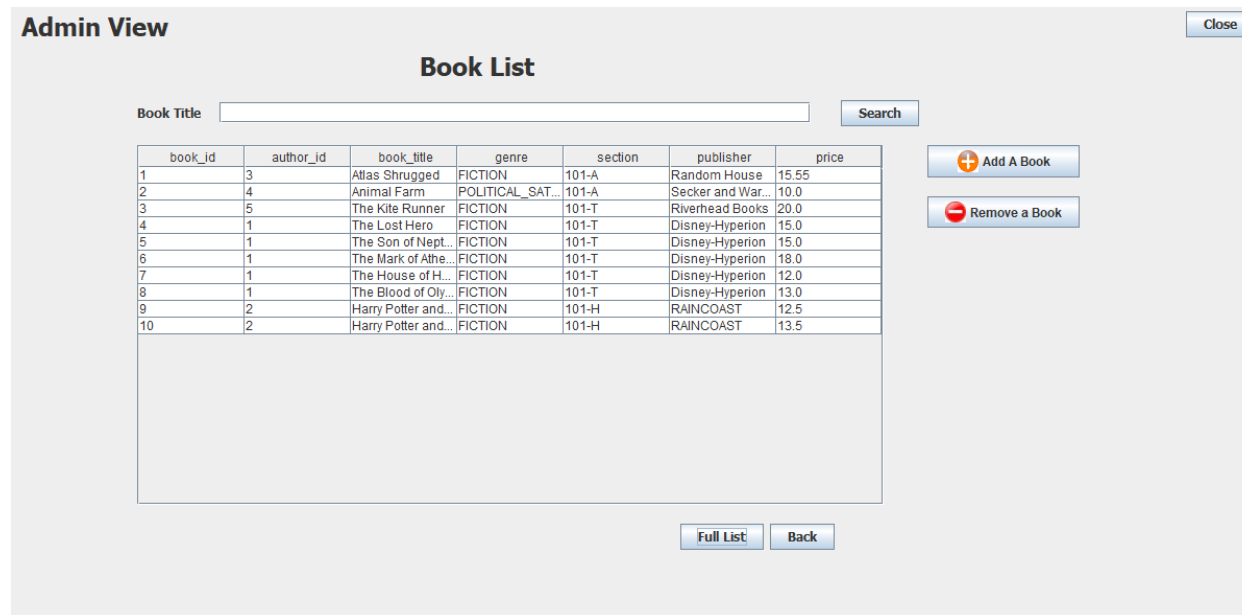 Admin View
Close
Book List
Book Title Search
book_id author_id book_title genre section publisher price
1 3 Atlas Shrugged FICTION 101-A Random House 15.55
2 4 Animal Farm POLITICAL_SAT... 101-A Secker and War... 10.0
3 5 The Kite Runner FICTION 101-T Riverhead Books 20.0
4 1 The Lost Hero FICTION 101-T Disney-Hyperion 15.0
5 1 The Son of Nept... FICTION 101-T Disney-Hyperion 15.0
6 1 The Mark of Athe... FICTION 101-T Disney-Hyperion 18.0
7 1 The House of H... FICTION 101-T Disney-Hyperion 12.0
8 1 The Blood of Oly... FICTION 101-T Disney-Hyperion 13.0
9 2 Harry Potter and... FICTION 101-H RAINCOAST 12.5
10 2 Harry Potter and... FICTION 101-H RAINCOAST 13.5
Add A Book
Remove a Book
Full List Back